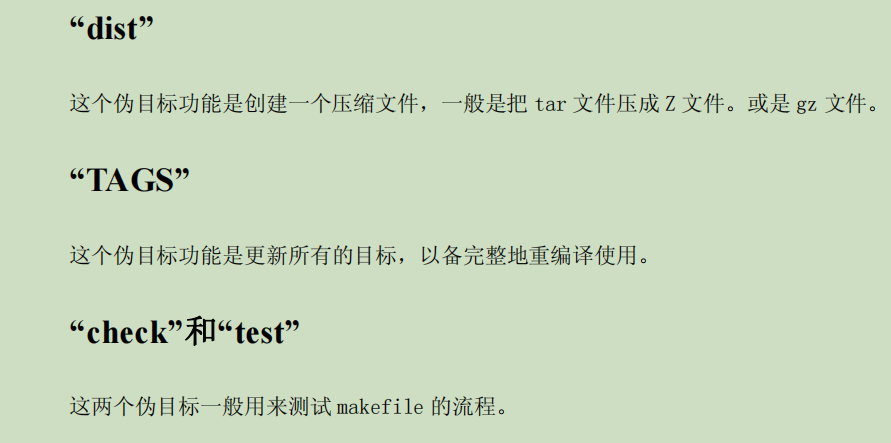 “dist”
这个伪目标功能是创建一个压缩文件，一般是把 tar 文件压成 Z 文件。或是 gz 文件。
“TAGS”
这个伪目标功能是更新所有的目标，以备完整地重编译使用。
“check”和“test”
这两个伪目标一般用来测试 makefile 的流程。